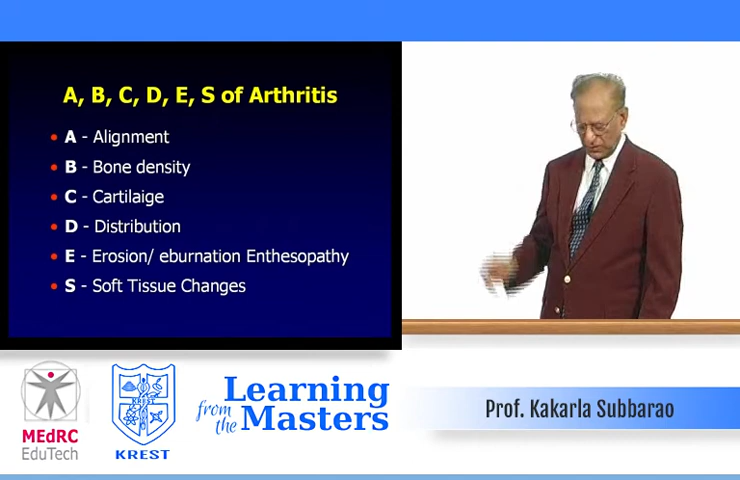 A, B, C, D, E, S of Arthritis
• A - Alignment
• B - Bone density
• C - Cartilaige
• D - Distribution
• E - Erosion/ eburnation Enthesopathy
• S - Soft Tissue Changes
MEdRC
EduTech
KREST
KREST
Learning
from the
Masters
Prof. Kakarla Subbarao